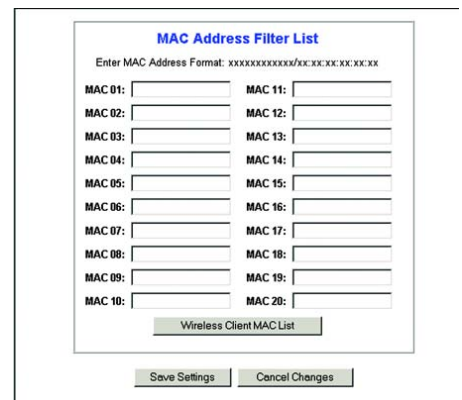 MAC Address Filter List
Enter MAC Address Format: xxxxxxxxxxxx/xx:xx:xx:xx:xx:xx
MAC 01: MAC 11:
MAC 02: MAC 12:
MAC 03: MAC 13:
MAC 04: MAC 14:
MAC 05: MAC 15:
MAC 06: MAC 16:
MAC 07: MAC 17:
MAC 08: MAC 18:
MAC 09: MAC 19:
MAC 10: MAC 20:
Wireless Client MAC List
Save Settings Cancel Changes